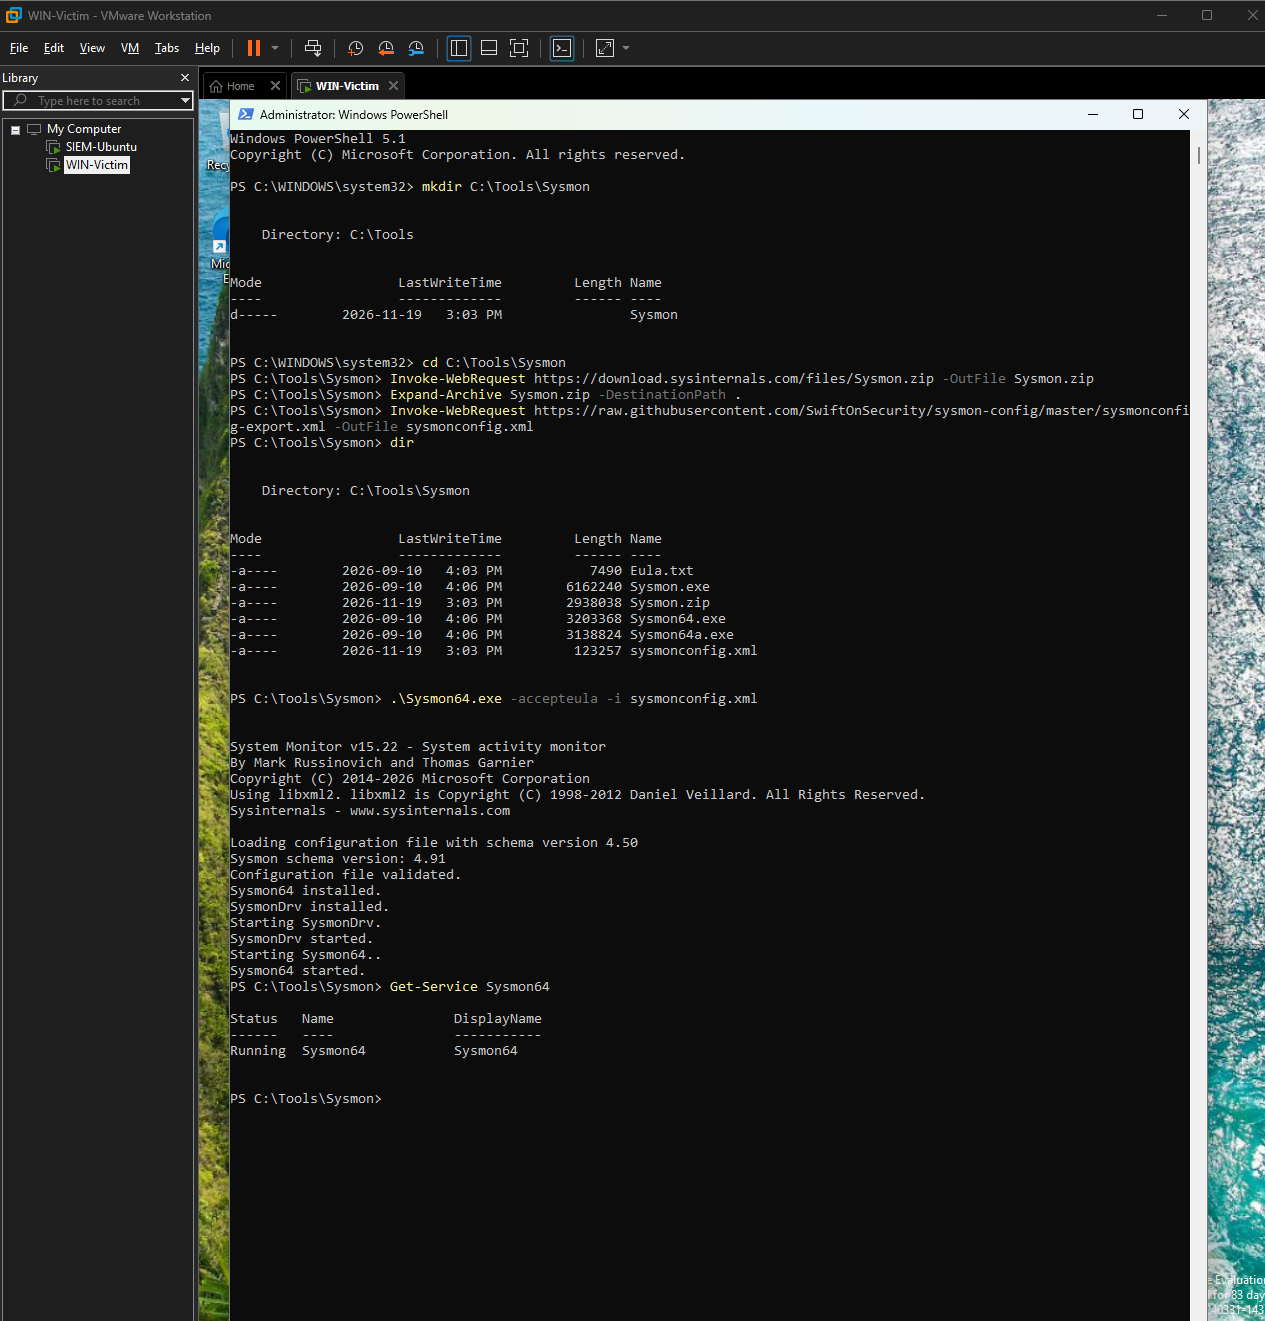 WIN-Victim - VMware Workstation
File Edit View VM Tabs Help
Library
Home WIN-Victim
Type here to search
Administrator: Windows PowerShell
My Computer
SIEM-Ubuntu
WIN-Victim
Windows PowerShell 5.1
Copyright (C) Microsoft Corporation. All rights reserved.
PS C:\WINDOWS\system32> mkdir C:\Tools\Sysmon
Directory: C:\Tools
Mode LastWriteTime Length Name
---- ------------- ------ ----
d----- 2026-11-19 3:03 PM Sysmon
PS C:\WINDOWS\system32> cd C:\Tools\Sysmon
PS C:\Tools\Sysmon> Invoke-WebRequest https://download.sysinternals.com/files/Sysmon.zip -OutFile Sysmon.zip
PS C:\Tools\Sysmon> Expand-Archive Sysmon.zip -DestinationPath .
PS C:\Tools\Sysmon> Invoke-WebRequest https://raw.githubusercontent.com/SwiftOnSecurity/sysmon-config/master/sysmonconfi
g-export.xml -OutFile sysmonconfig.xml
PS C:\Tools\Sysmon> dir
Directory: C:\Tools\Sysmon
Mode LastWriteTime Length Name
---- ------------- ------ ----
-a---- 2026-09-10 4:03 PM 7490 Eula.txt
-a---- 2026-09-10 4:06 PM 6162240 Sysmon.exe
-a---- 2026-11-19 3:03 PM 2938038 Sysmon.zip
-a---- 2026-09-10 4:06 PM 3203368 Sysmon64.exe
-a---- 2026-09-10 4:06 PM 3138824 Sysmon64a.exe
-a---- 2026-11-19 3:03 PM 123257 sysmonconfig.xml
PS C:\Tools\Sysmon> .\Sysmon64.exe -accepteula -i sysmonconfig.xml
System Monitor v15.22 - System activity monitor
By Mark Russinovich and Thomas Garnier
Copyright (C) 2014-2026 Microsoft Corporation
Using libxml2. libxml2 is Copyright (C) 1998-2012 Daniel Veillard. All Rights Reserved.
Sysinternals - www.sysinternals.com
Loading configuration file with schema version 4.50
Sysmon schema version: 4.91
Configuration file validated.
Sysmon64 installed.
SysmonDrv installed.
Starting SysmonDrv.
SysmonDrv started.
Starting Sysmon64..
Sysmon64 started.
PS C:\Tools\Sysmon> Get-Service Sysmon64
Status Name DisplayName
------ ---- -----------
Running Sysmon64 Sysmon64
PS C:\Tools\Sysmon>
Recy
Mic
E
Evaluation
for 83 day